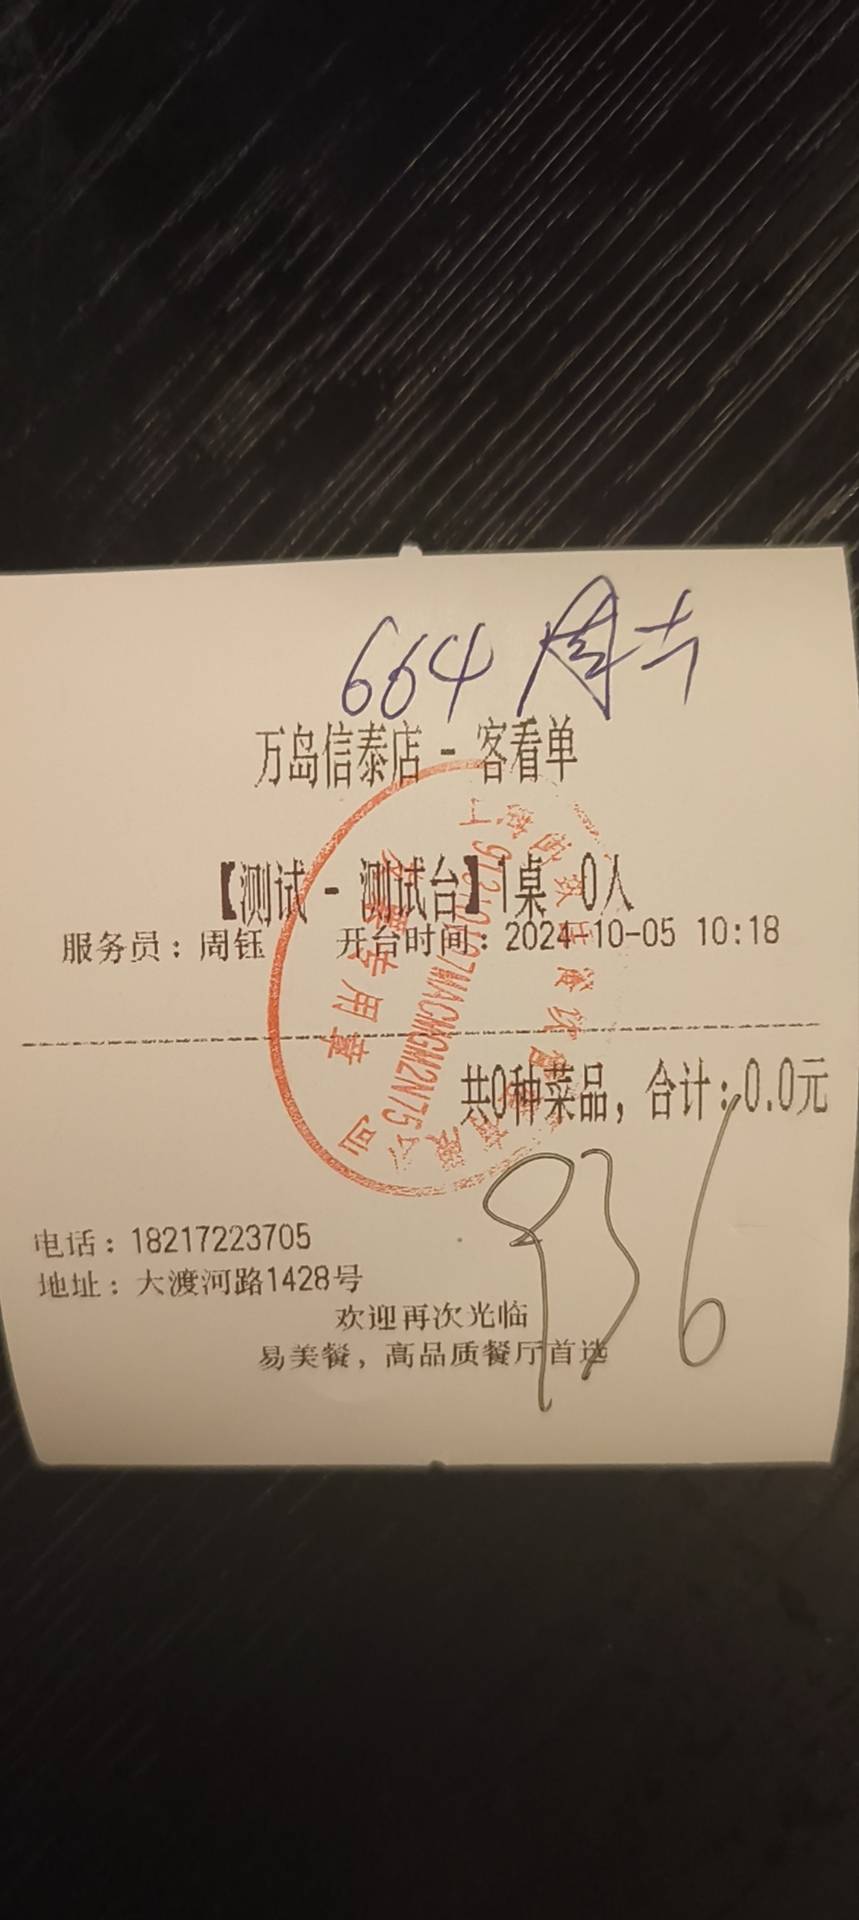 664 周
万岛信泰店 - 客看单
【测试 - 测试台】1桌 0人
服务员：周钰 开台时间：2024-10-05 10:18
共0种菜品，合计：0.0元
936
电话：18217223705
地址：大渡河路1428号
欢迎再次光临
易美餐，高品质餐厅首选
专用章